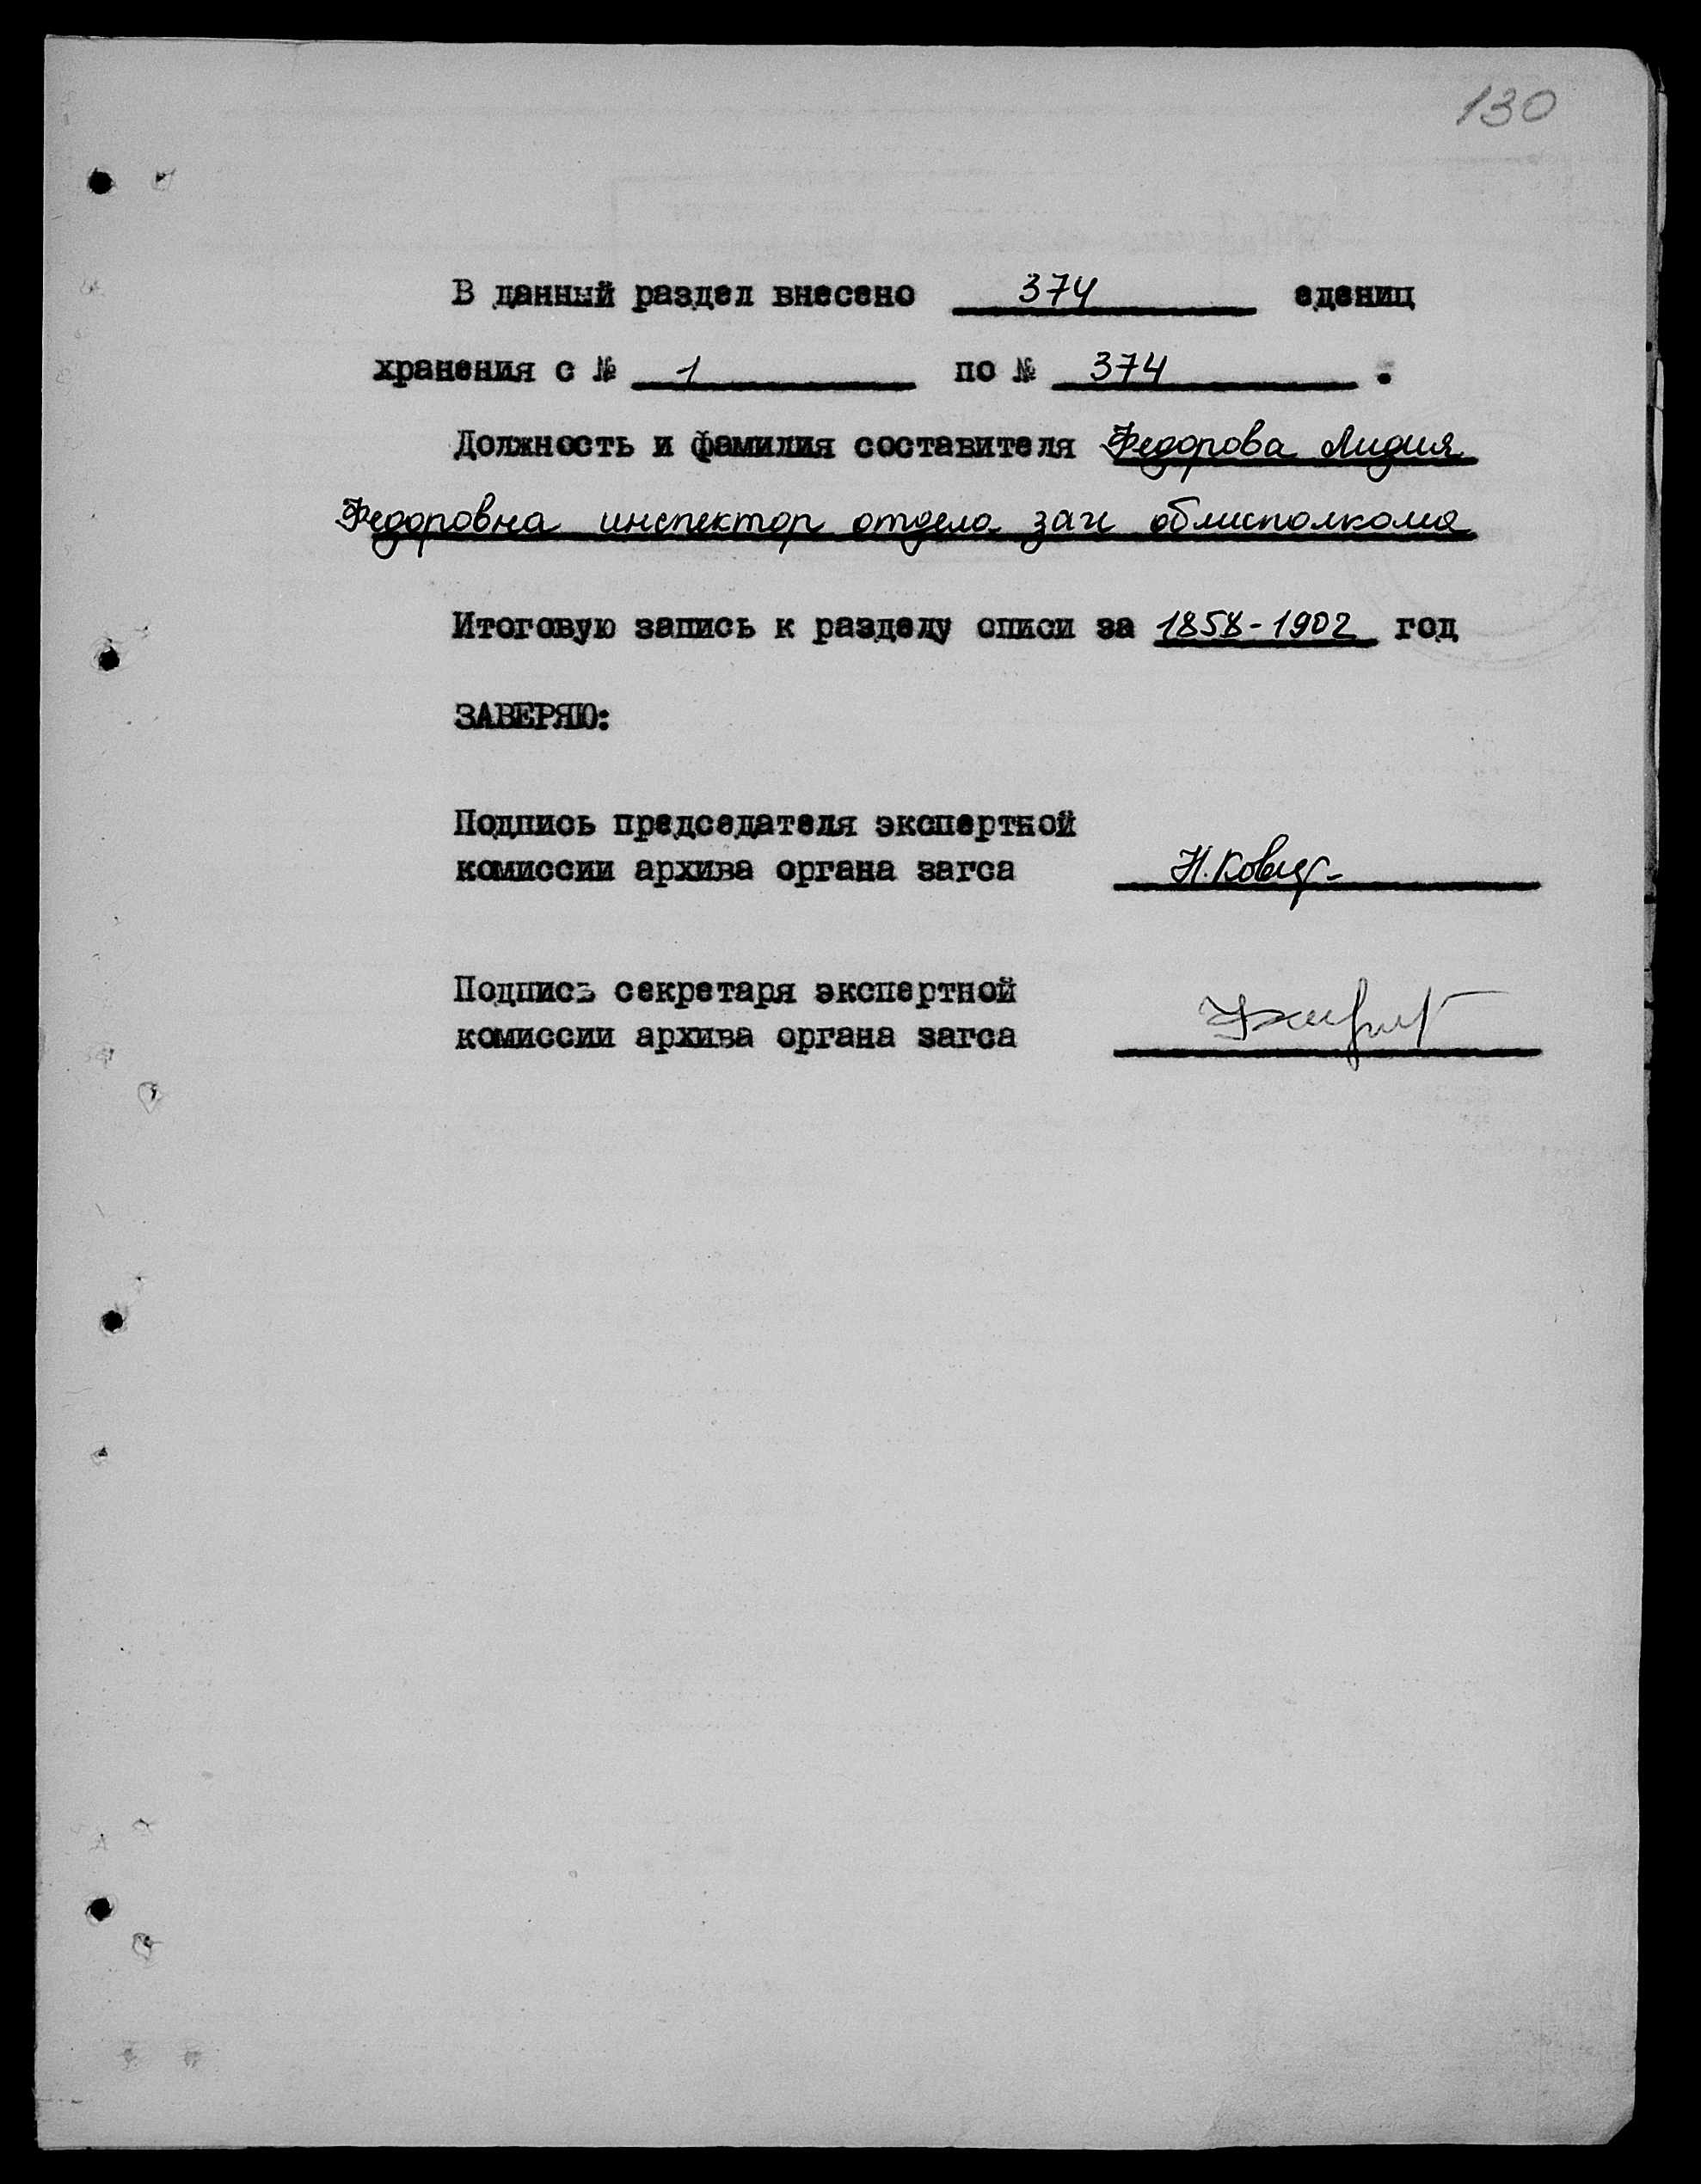 130
В данный раздел внесено 374 едениц
хранения с № 1 по № 374 .
Должность и фамилия составителя Федорова Лидия
Федоровна инспектор отдела заг облисполкома
Итоговую запись к разделу описи за 1858-1902 год
ЗАВЕРЯЮ:
Подпись председателя экспертной
комиссии архива органа загса
Подпись секретаря экспертной
комиссии архива органа загса